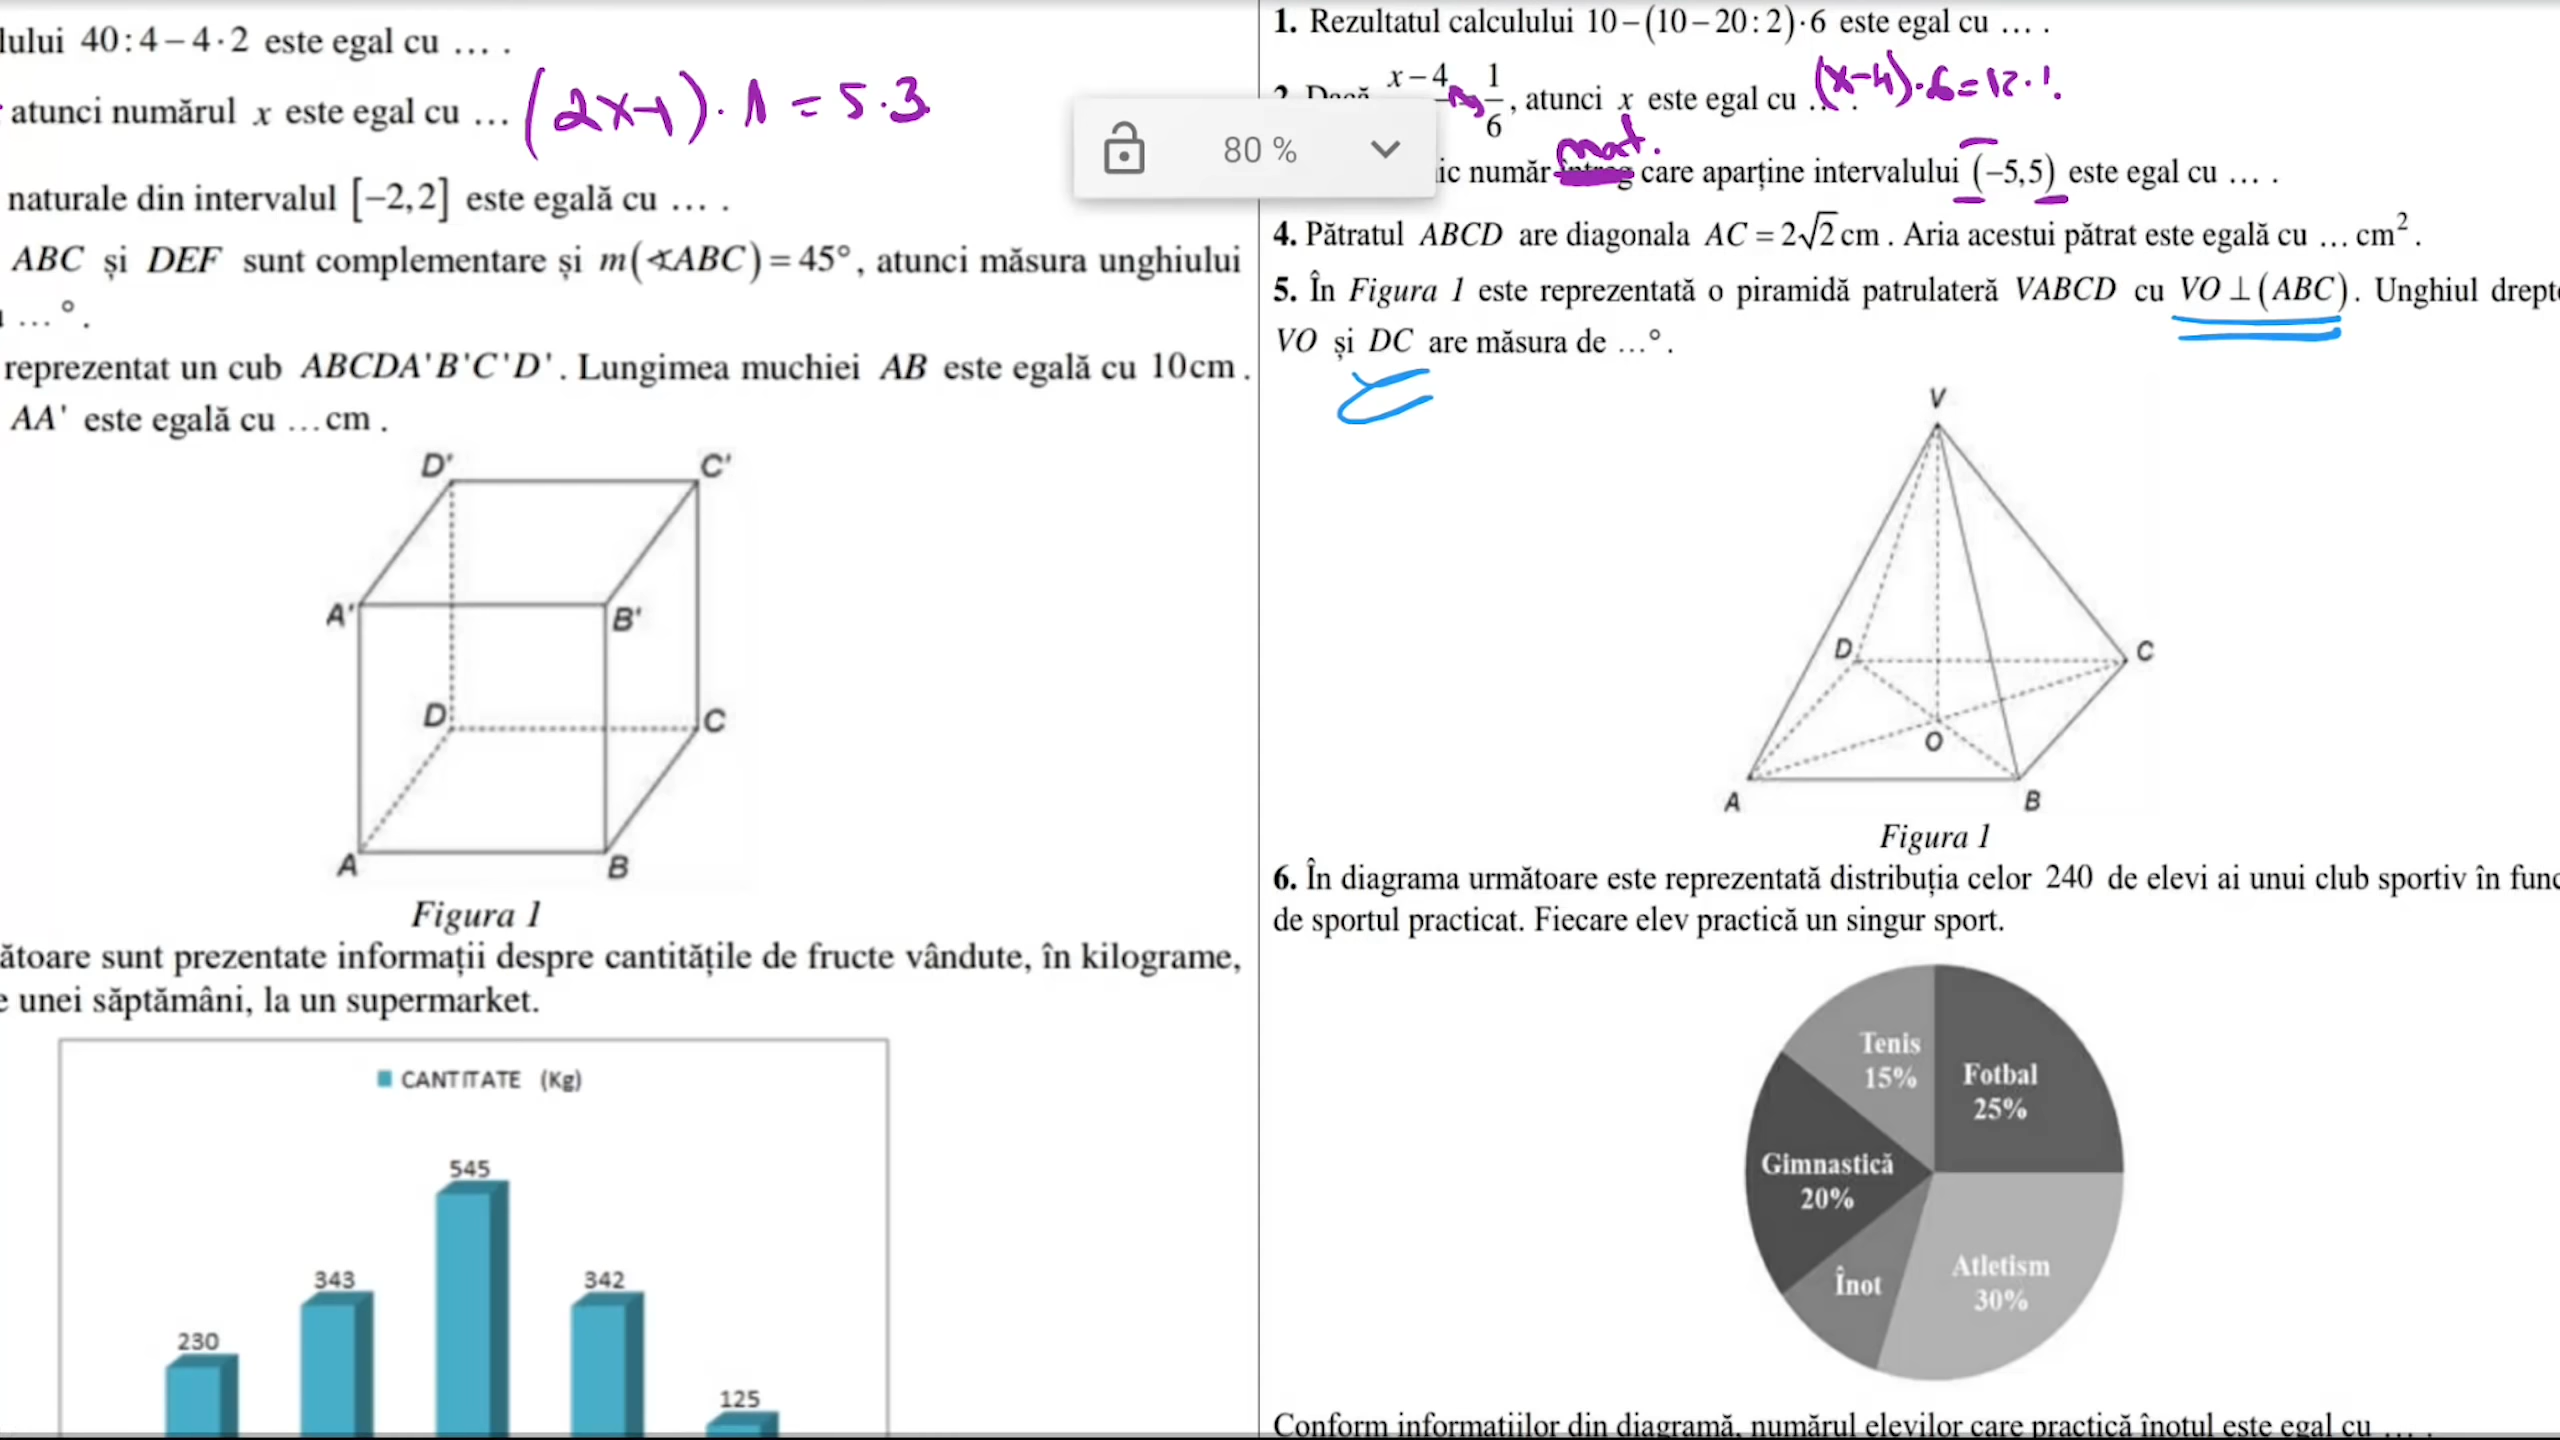 lului 40:4−4·2 este egal cu … .
atunci numărul x este egal cu …
(2x-1)·1=5·3
naturale din intervalul [−2,2] este egală cu … .
ABC și DEF sunt complementare și m(∢ABC)=45°, atunci măsura unghiului
… ° .
reprezentat un cub ABCDA'B'C'D'. Lungimea muchiei AB este egală cu 10cm.
AA' este egală cu …cm .
D'
C'
A'
B'
D
C
A
B
Figura 1
ătoare sunt prezentate informații despre cantitățile de fructe vândute, în kilograme,
e unei săptămâni, la un supermarket.
CANTITATE (Kg)
545
343
342
230
125
1. Rezultatul calculului 10−(10−20:2)·6 este egal cu … .
x−4 1
6
, atunci x este egal cu …
(x-4)·6=12·1
80 %
nat.
ic număr care aparține intervalului (−5,5) este egal cu … .
4. Pătratul ABCD are diagonala AC=2√2cm. Aria acestui pătrat este egală cu …cm².
5. În Figura 1 este reprezentată o piramidă patrulateră VABCD cu VO⊥(ABC). Unghiul drept
VO și DC are măsura de …°.
V
D
C
O
A
B
Figura 1
6. În diagrama următoare este reprezentată distribuția celor 240 de elevi ai unui club sportiv în func
de sportul practicat. Fiecare elev practică un singur sport.
Tenis
15%
Fotbal
25%
Gimnastică
20%
Înot
Atletism
30%
Conform informațiilor din diagramă, numărul elevilor care practică înotul este egal cu … .